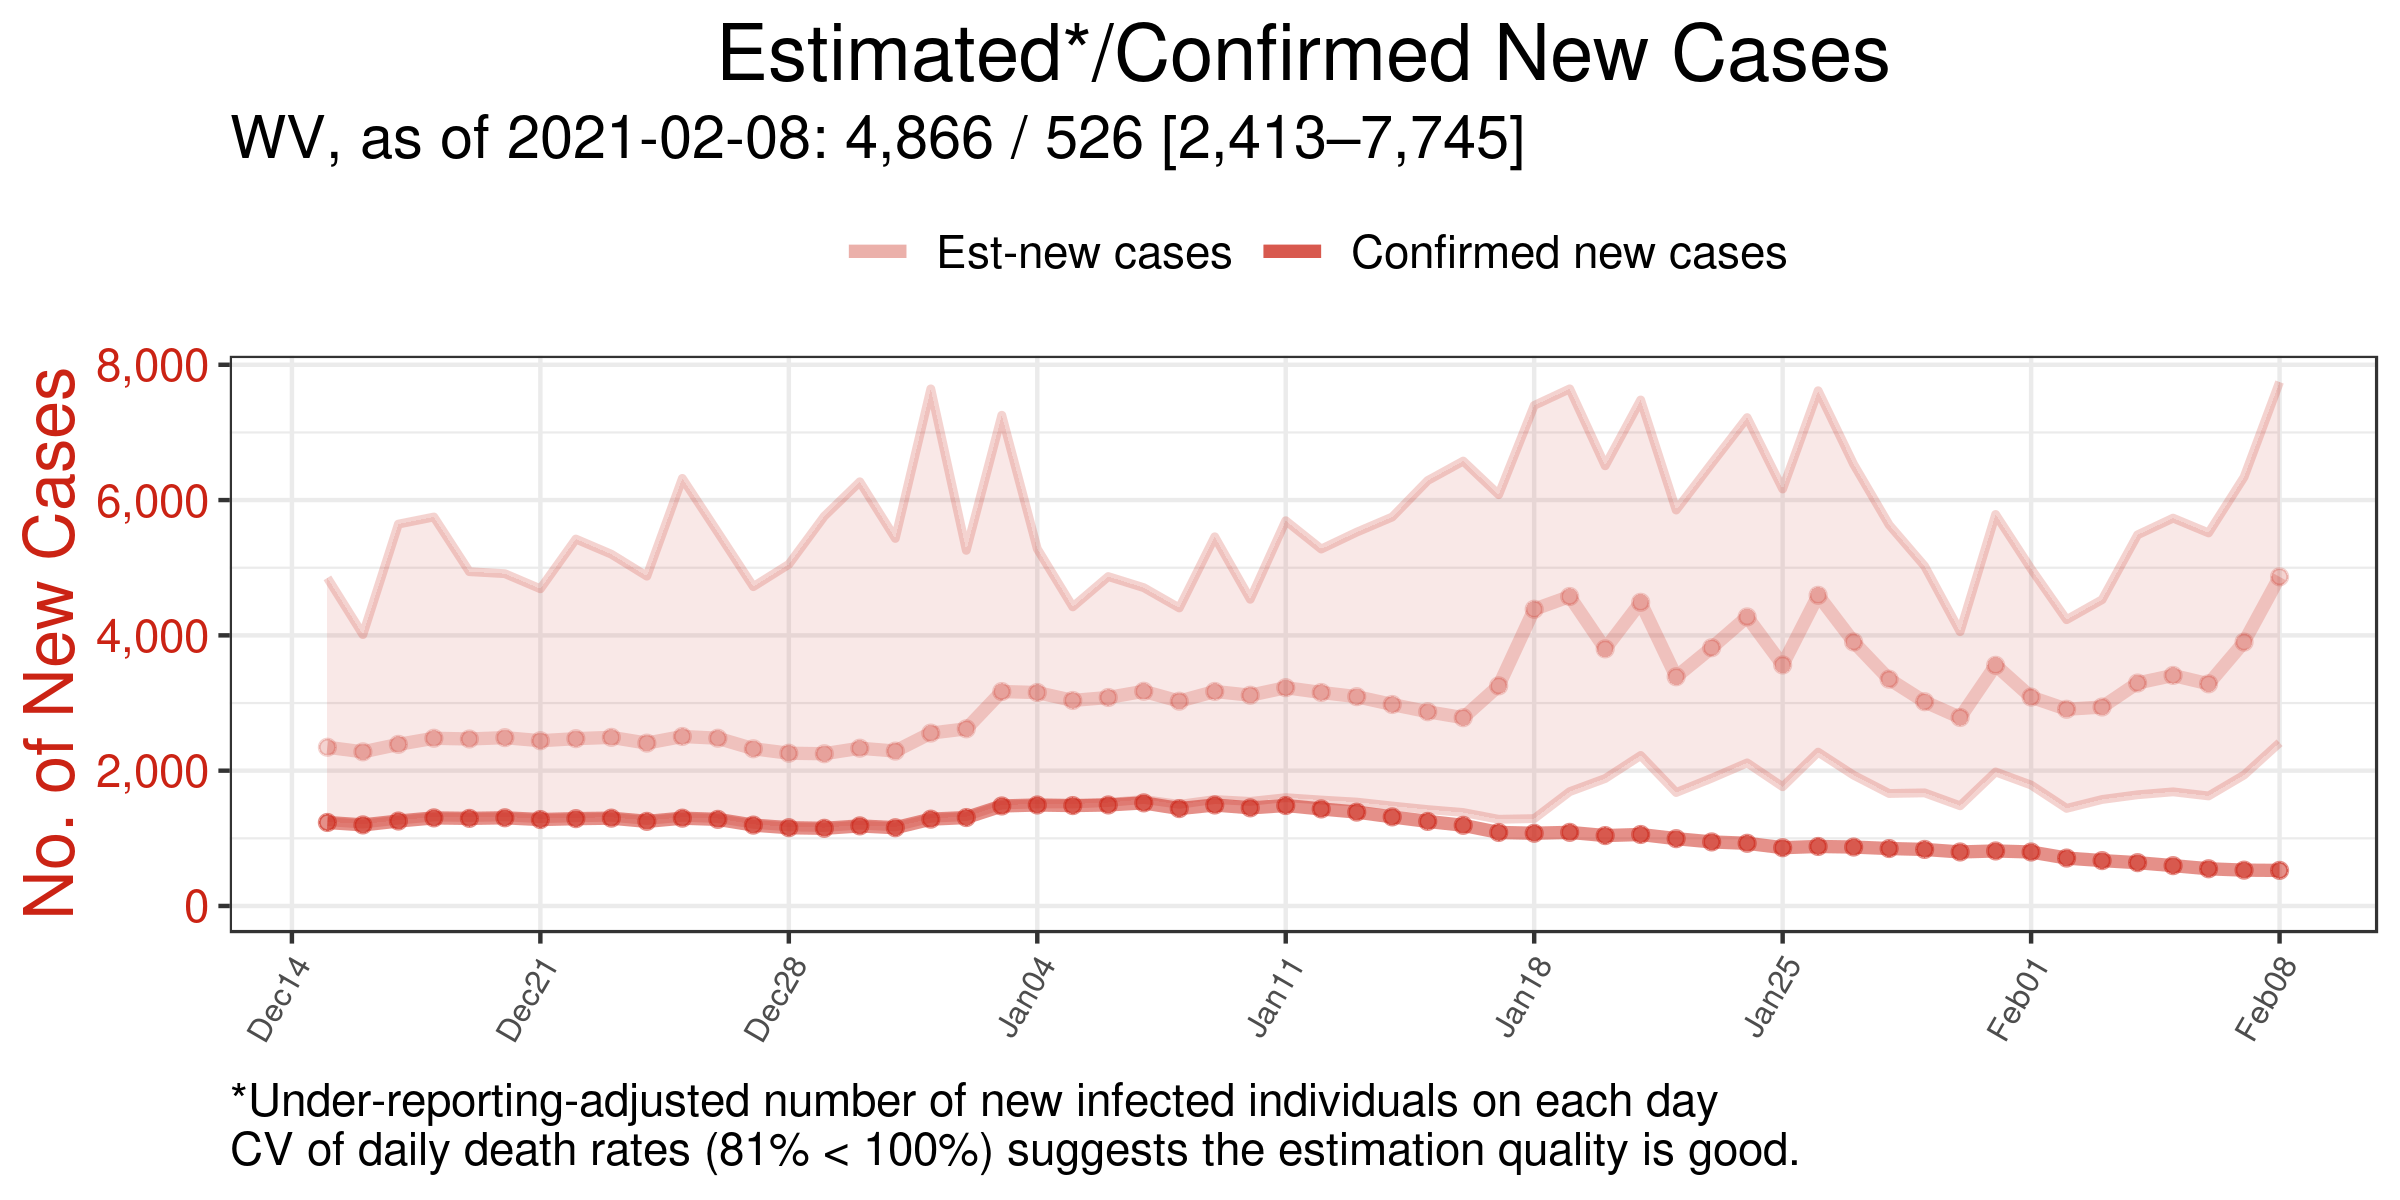 Estimated*/Confirmed New Cases
WV, as of 2021-02-08: 4,866 / 526 [2,413–7,745]
Est-new cases
Confirmed new cases
No. of New Cases
8,000
6,000
4,000
2,000
0
Dec14
Dec21
Dec28
Jan04
Jan11
Jan18
Jan25
Feb01
Feb08
*Under-reporting-adjusted number of new infected individuals on each day
CV of daily death rates (81% < 100%) suggests the estimation quality is good.